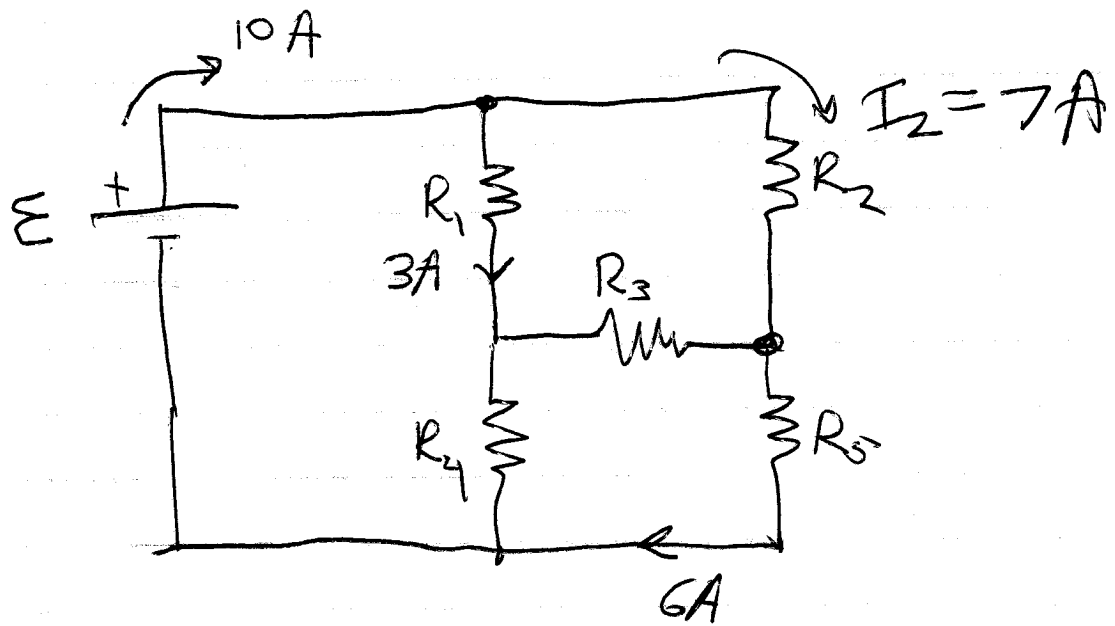 10 A
I₂ = 7A
+
ε
R₁
R₂
3A
R₃
R₄
R₅
6A